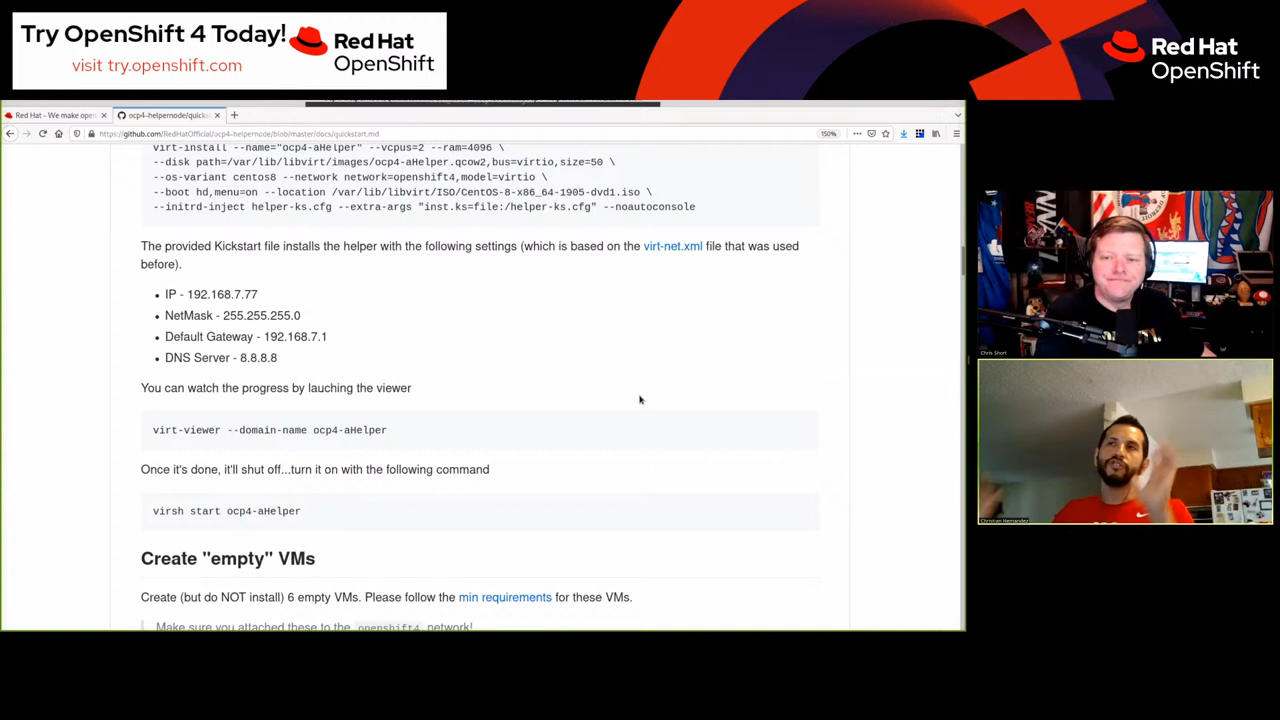 Try OpenShift 4 Today!
visit try.openshift.com
Red Hat
OpenShift
Red Hat
OpenShift
Red Hat - We make open
ocp4-helpernode/quicks
https://github.com/RedHatOfficial/ocp4-helpernode/blob/master/docs/quickstart.md
150%
virt-install --name="ocp4-aHelper" --vcpus=2 --ram=4096 \
--disk path=/var/lib/libvirt/images/ocp4-aHelper.qcow2,bus=virtio,size=50 \
--os-variant centos8 --network network=openshift4,model=virtio \
--boot hd,menu=on --location /var/lib/libvirt/ISO/CentOS-8-x86_64-1905-dvd1.iso \
--initrd-inject helper-ks.cfg --extra-args "inst.ks=file:/helper-ks.cfg" --noautoconsole
The provided Kickstart file installs the helper with the following settings (which is based on the virt-net.xml file that was used
before).
• IP - 192.168.7.77
• NetMask - 255.255.255.0
• Default Gateway - 192.168.7.1
• DNS Server - 8.8.8.8
You can watch the progress by lauching the viewer
virt-viewer --domain-name ocp4-aHelper
Once it's done, it'll shut off...turn it on with the following command
virsh start ocp4-aHelper
Create "empty" VMs
Create (but do NOT install) 6 empty VMs. Please follow the min requirements for these VMs.
Make sure you attached these to the openshift4 network!
Chris Short
Christian Hernandez